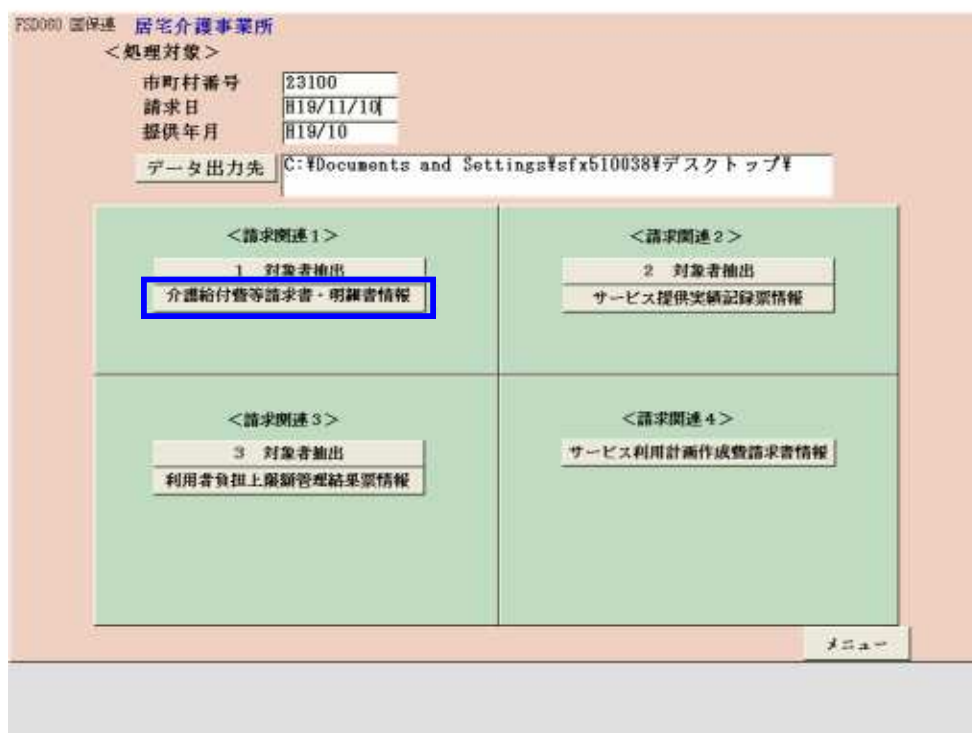 FSD060 国保連 居宅介護事業所
＜処理対象＞
市町村番号 23100
請求日 H19/11/10
提供年月 H19/10
データ出力先 C:¥Documents and Settings¥sfx510038¥デスクトップ¥
＜請求関連１＞
1 対象者抽出
介護給付費等請求書・明細書情報
＜請求関連２＞
2 対象者抽出
サービス提供実績記録票情報
＜請求関連３＞
3 対象者抽出
利用者負担上限額管理結果票情報
＜請求関連４＞
サービス利用計画作成費請求書情報
メニュー